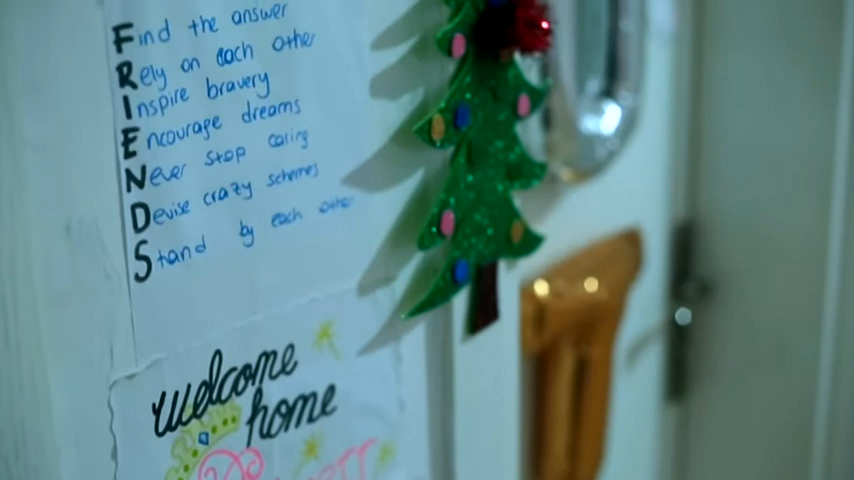 Find the answer
Rely on each other
Inspire bravery
Encourage dreams
Never stop caring
Devise crazy schemes
Stand by each other
welcome
home